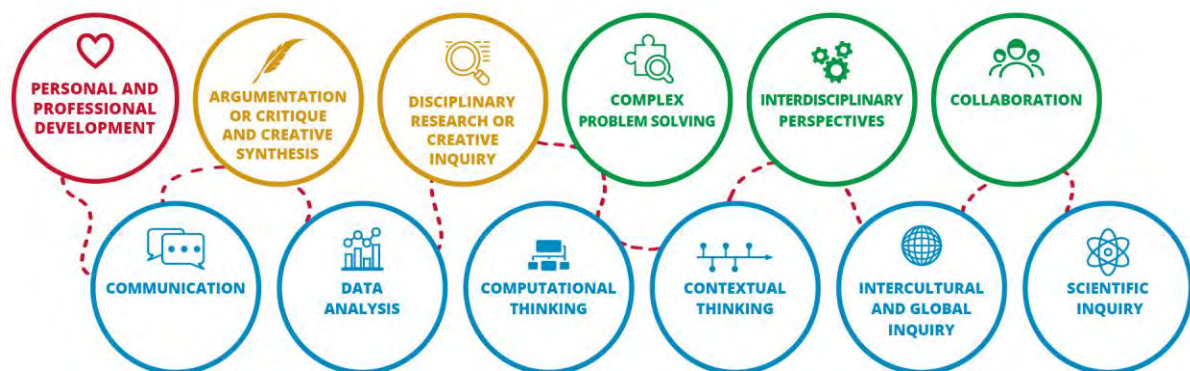 PERSONAL AND
PROFESSIONAL
DEVELOPMENT
ARGUMENTATION
OR CRITIQUE
AND CREATIVE
SYNTHESIS
DISCIPLINARY
RESEARCH OR
CREATIVE
INQUIRY
COMPLEX
PROBLEM SOLVING
INTERDISCIPLINARY
PERSPECTIVES
COLLABORATION
COMMUNICATION
DATA
ANALYSIS
COMPUTATIONAL
THINKING
CONTEXTUAL
THINKING
INTERCULTURAL
AND GLOBAL
INQUIRY
SCIENTIFIC
INQUIRY